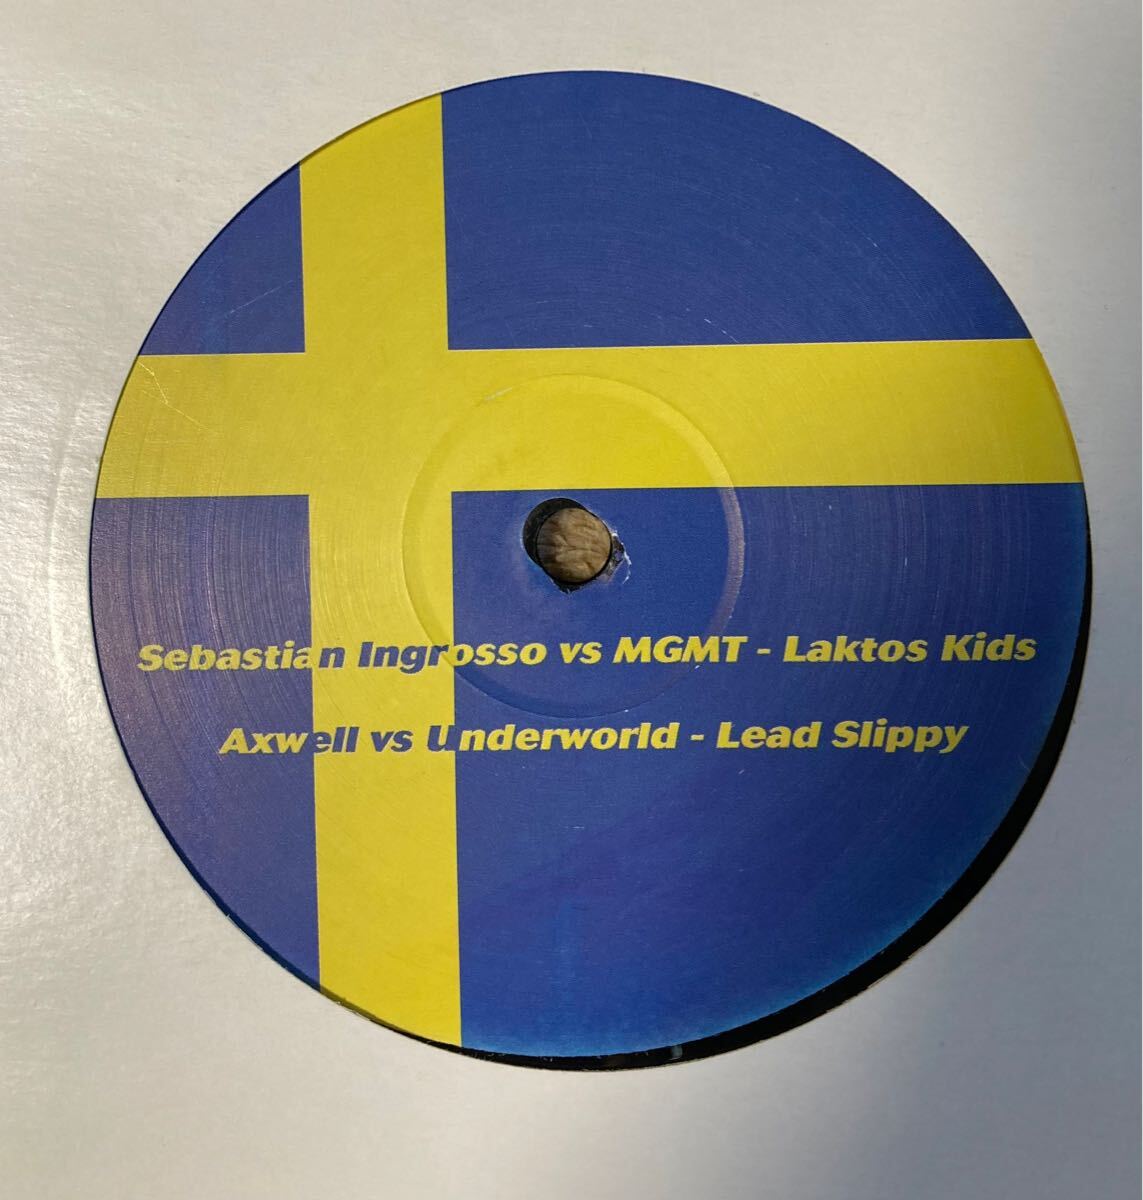 Sebastian Ingrosso vs MGMT - Laktos Kids
Axwell vs Underworld - Lead Slippy